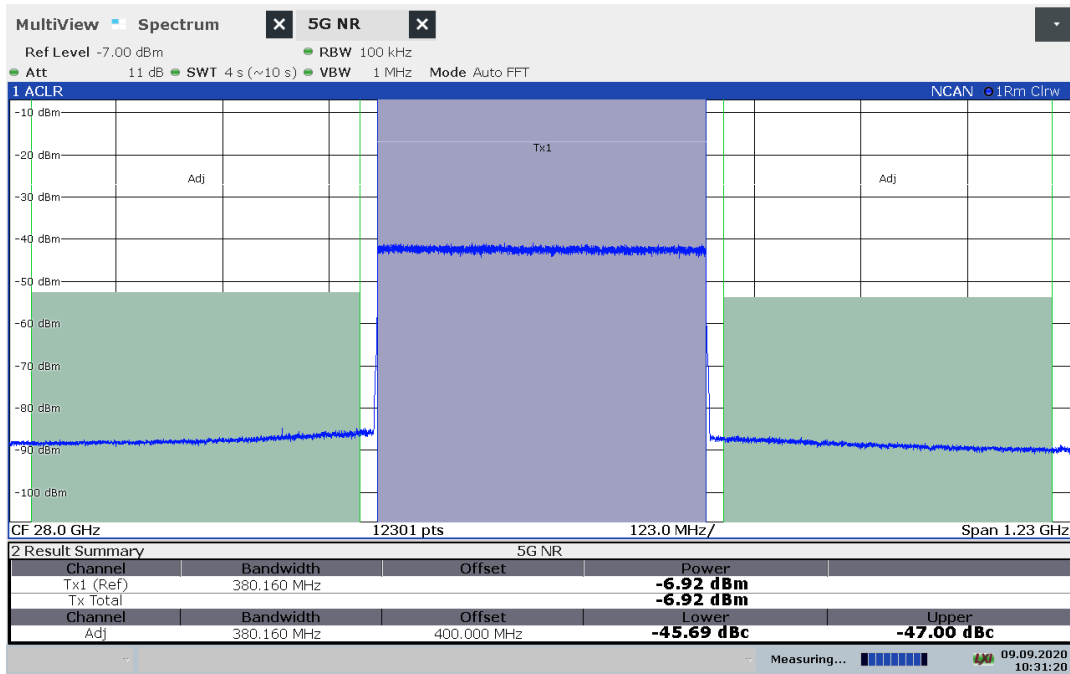 MultiView Spectrum X 5G NR X
Ref Level -7.00 dBm RBW 100 kHz
Att 11 dB SWT 4 s (~10 s) VBW 1 MHz Mode Auto FFT
1 ACLR NCAN 1Rm Clrw
-10 dBm
Tx1
-20 dBm
Adj Adj
-30 dBm
-40 dBm
-50 dBm
-60 dBm
-70 dBm
-80 dBm
-90 dBm
-100 dBm
CF 28.0 GHz 12301 pts 123.0 MHz/ Span 1.23 GHz
2 Result Summary 5G NR
Channel Bandwidth Offset Power
Tx1 (Ref) 380.160 MHz -6.92 dBm
Tx Total -6.92 dBm
Channel Bandwidth Offset Lower Upper
Adj 380.160 MHz 400.000 MHz -45.69 dBc -47.00 dBc
Measuring... LXI 09.09.2020
10:31:20